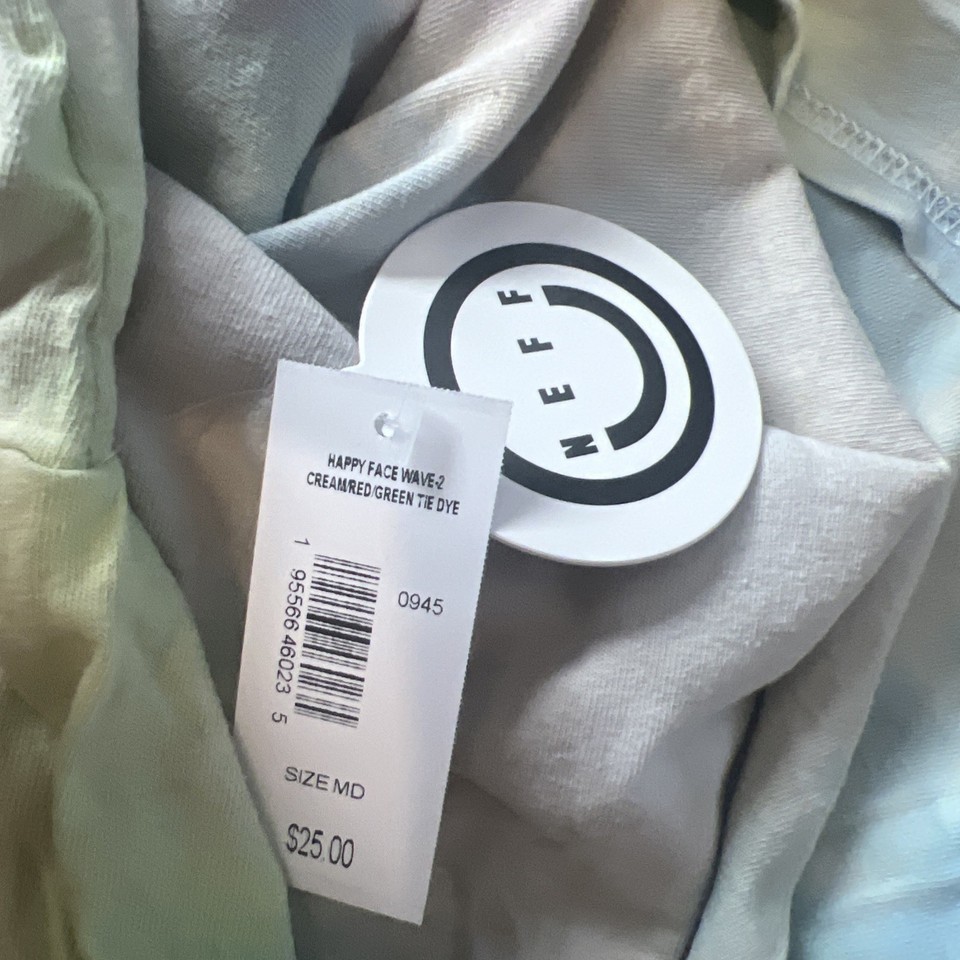 NEFF
HAPPY FACE WAVE-2
CREAM/RED/GREEN TIE DYE
1 95566 46023 5
0945
SIZE MD
$25.00